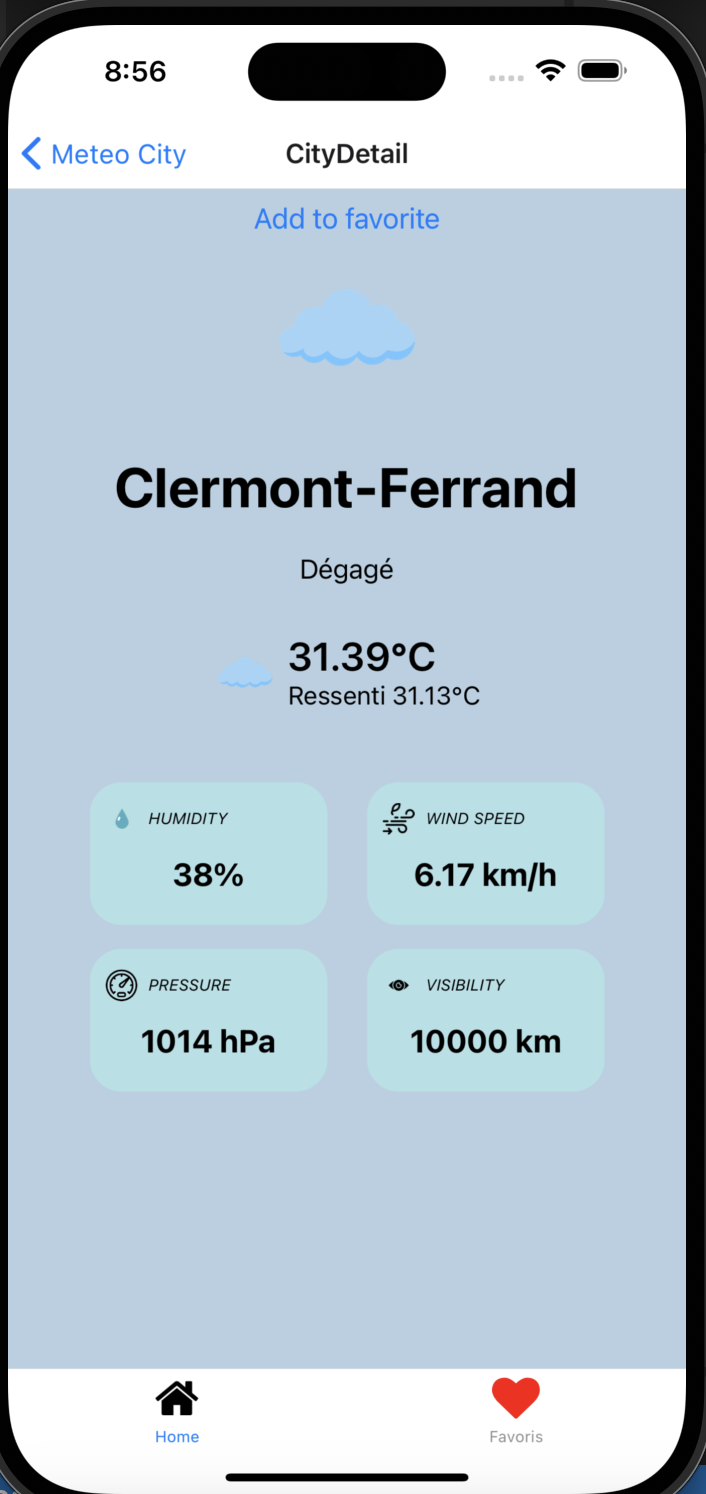 8:56
Meteo City CityDetail
Add to favorite
Clermont-Ferrand
Dégagé
31.39°C
Ressenti 31.13°C
HUMIDITY
38%
WIND SPEED
6.17 km/h
PRESSURE
1014 hPa
VISIBILITY
10000 km
Home
Favoris